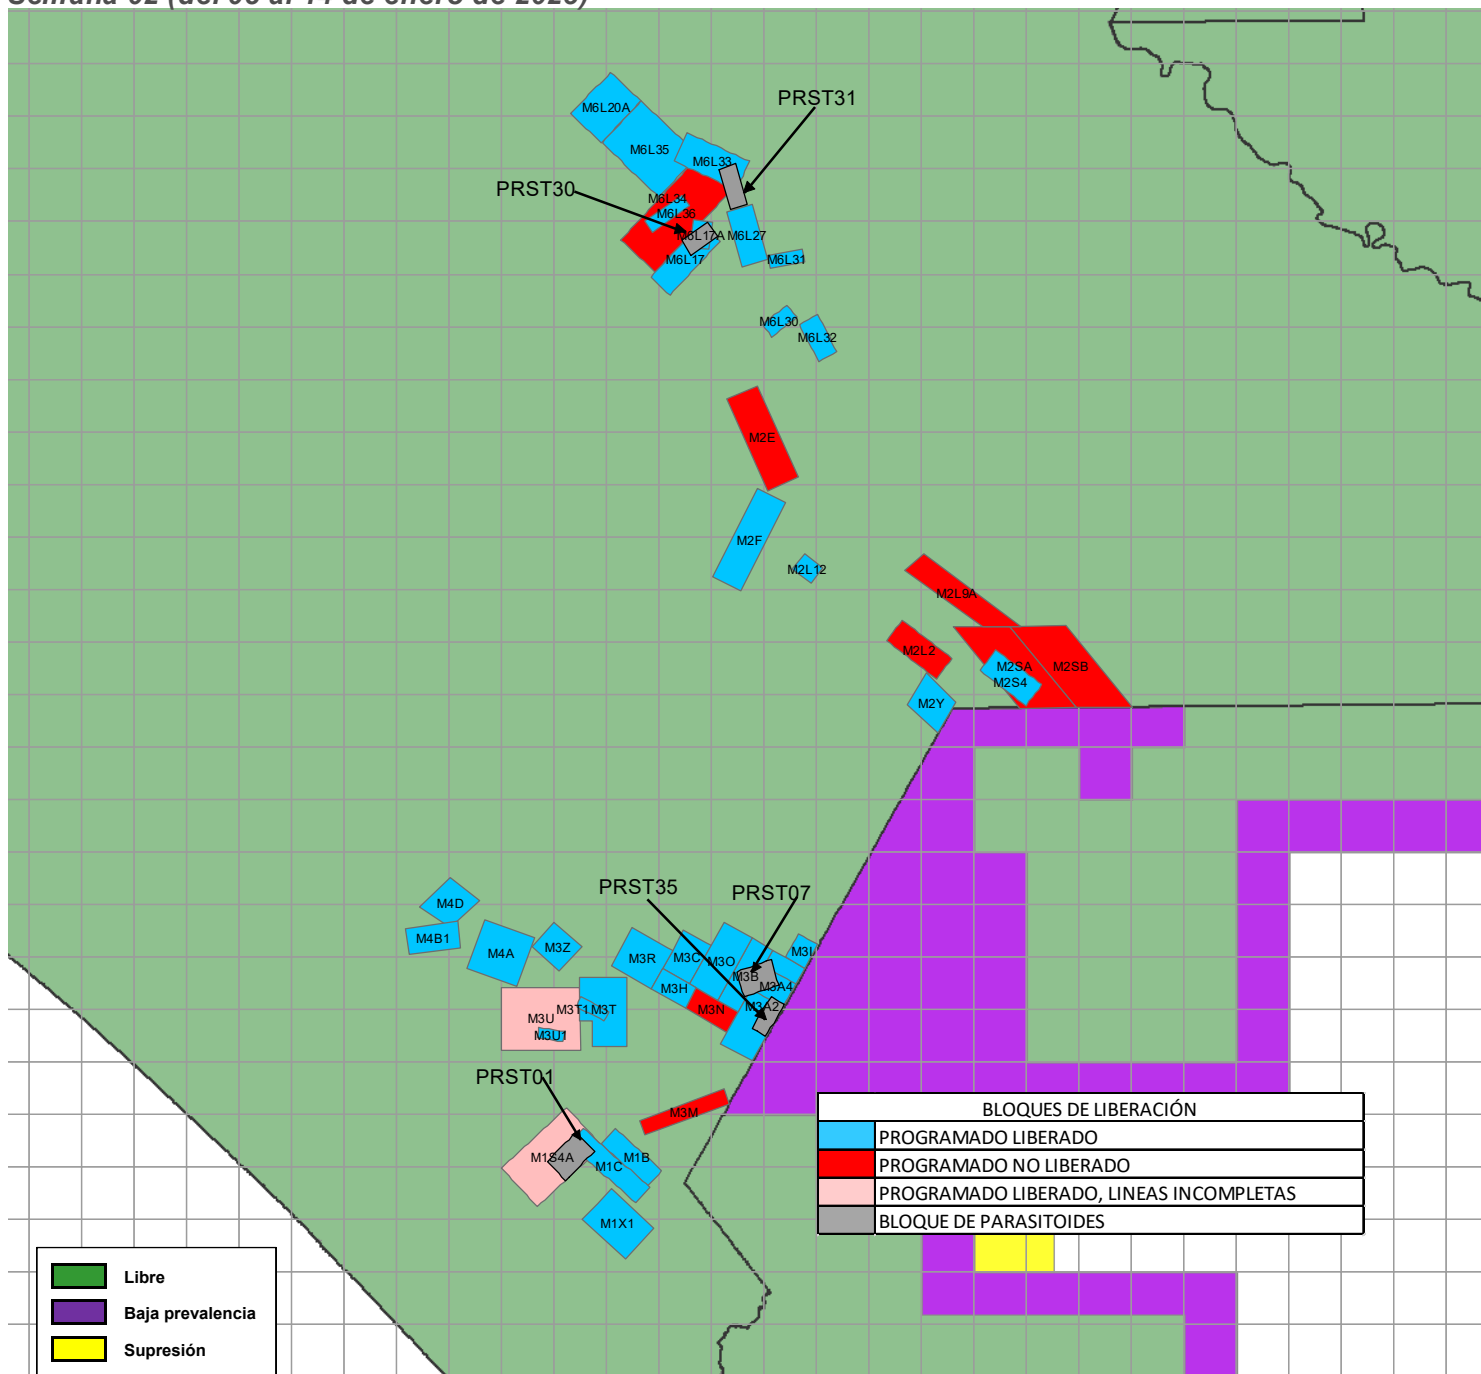 PRST31
M6L20A
M6L35
M6L33
PRST30
M6L34
M6L36
M6L17A
M6L27
M6L17
M6L31
M6L30
M6L32
M2E
M2F
M2L12
M2L9A
M2L2
M2SA
M2SB
M2S4
M2Y
PRST35
PRST07
M4D
M4B1
M4A
M3Z
M3R
M3C
M3O
M3B
M3A4
M3H
M3N
M3A2
M3U
M3T1
M3T
M3U1
PRST01
M3M
M1S4A
M1C
M1B
M1X1
BLOQUES DE LIBERACIÓN
PROGRAMADO LIBERADO
PROGRAMADO NO LIBERADO
PROGRAMADO LIBERADO, LINEAS INCOMPLETAS
BLOQUE DE PARASITOIDES
Libre
Baja prevalencia
Supresión